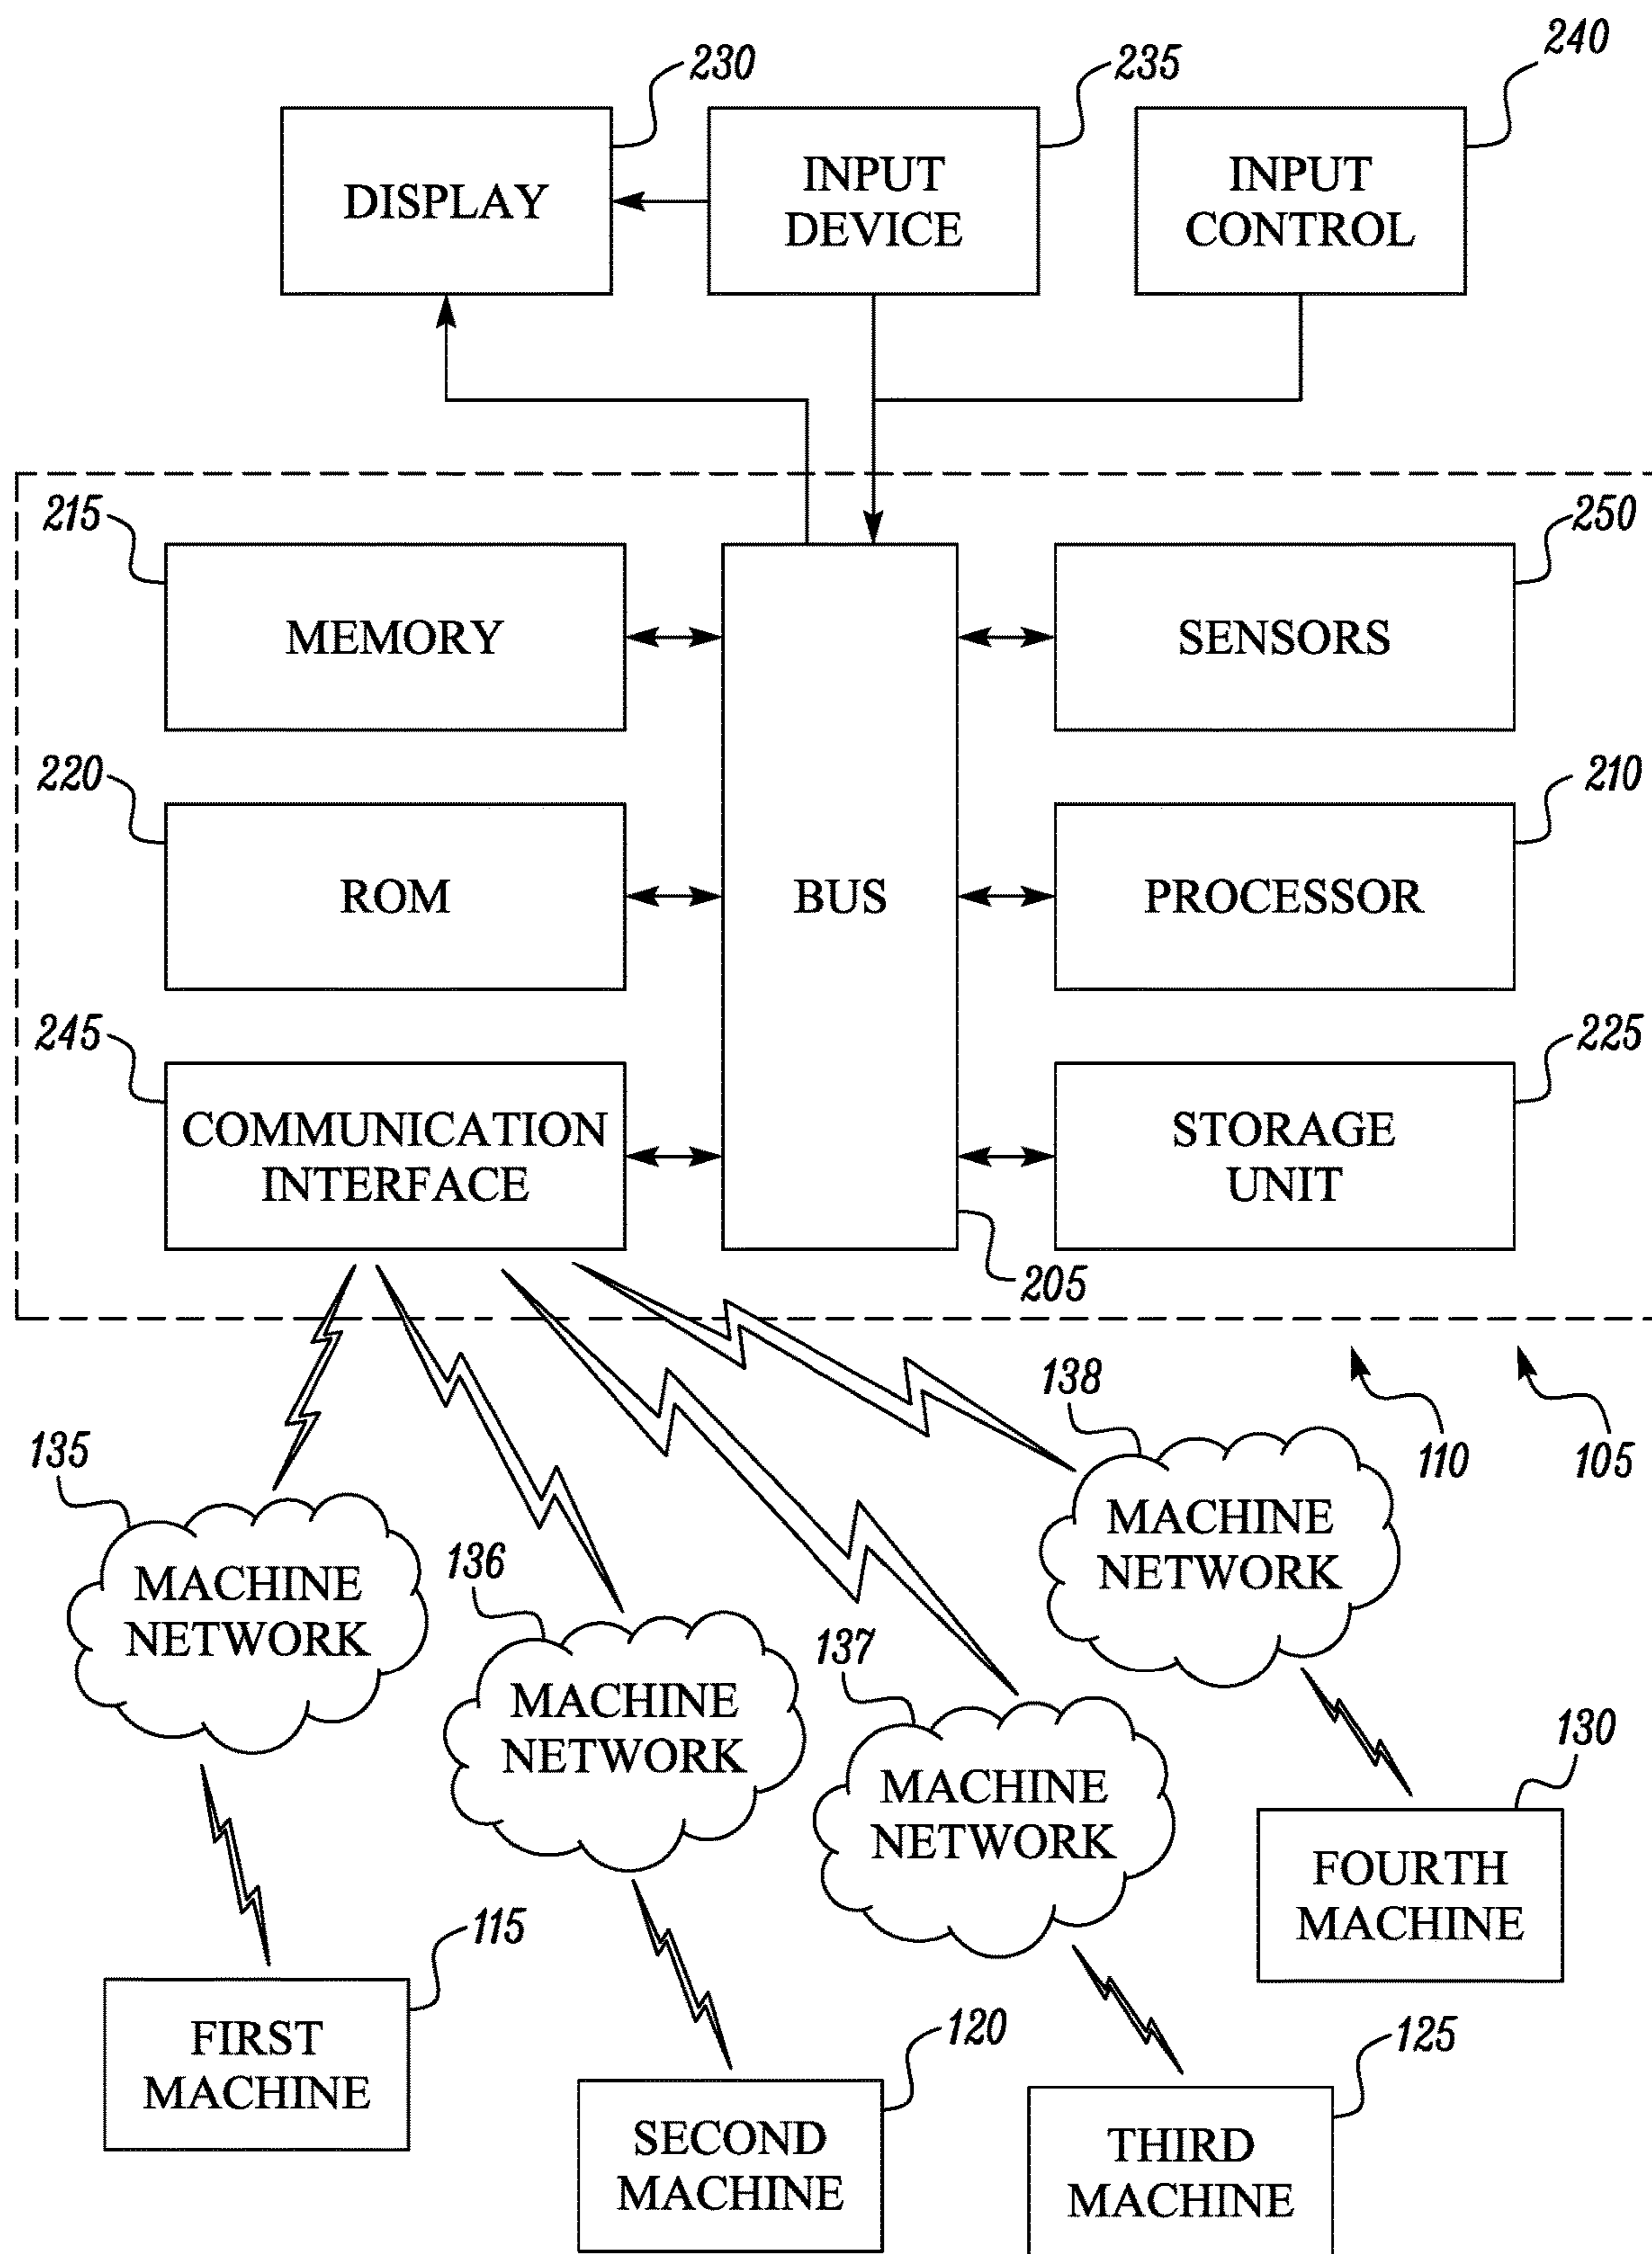 230
235
240
DISPLAY
INPUT
DEVICE
INPUT
CONTROL
215
250
MEMORY
SENSORS
220
210
ROM
BUS
PROCESSOR
245
225
COMMUNICATION
INTERFACE
STORAGE
UNIT
205
138
110
105
135
MACHINE
NETWORK
136
MACHINE
NETWORK
137
MACHINE
NETWORK
MACHINE
NETWORK
130
FOURTH
MACHINE
115
FIRST
MACHINE
120
SECOND
MACHINE
125
THIRD
MACHINE